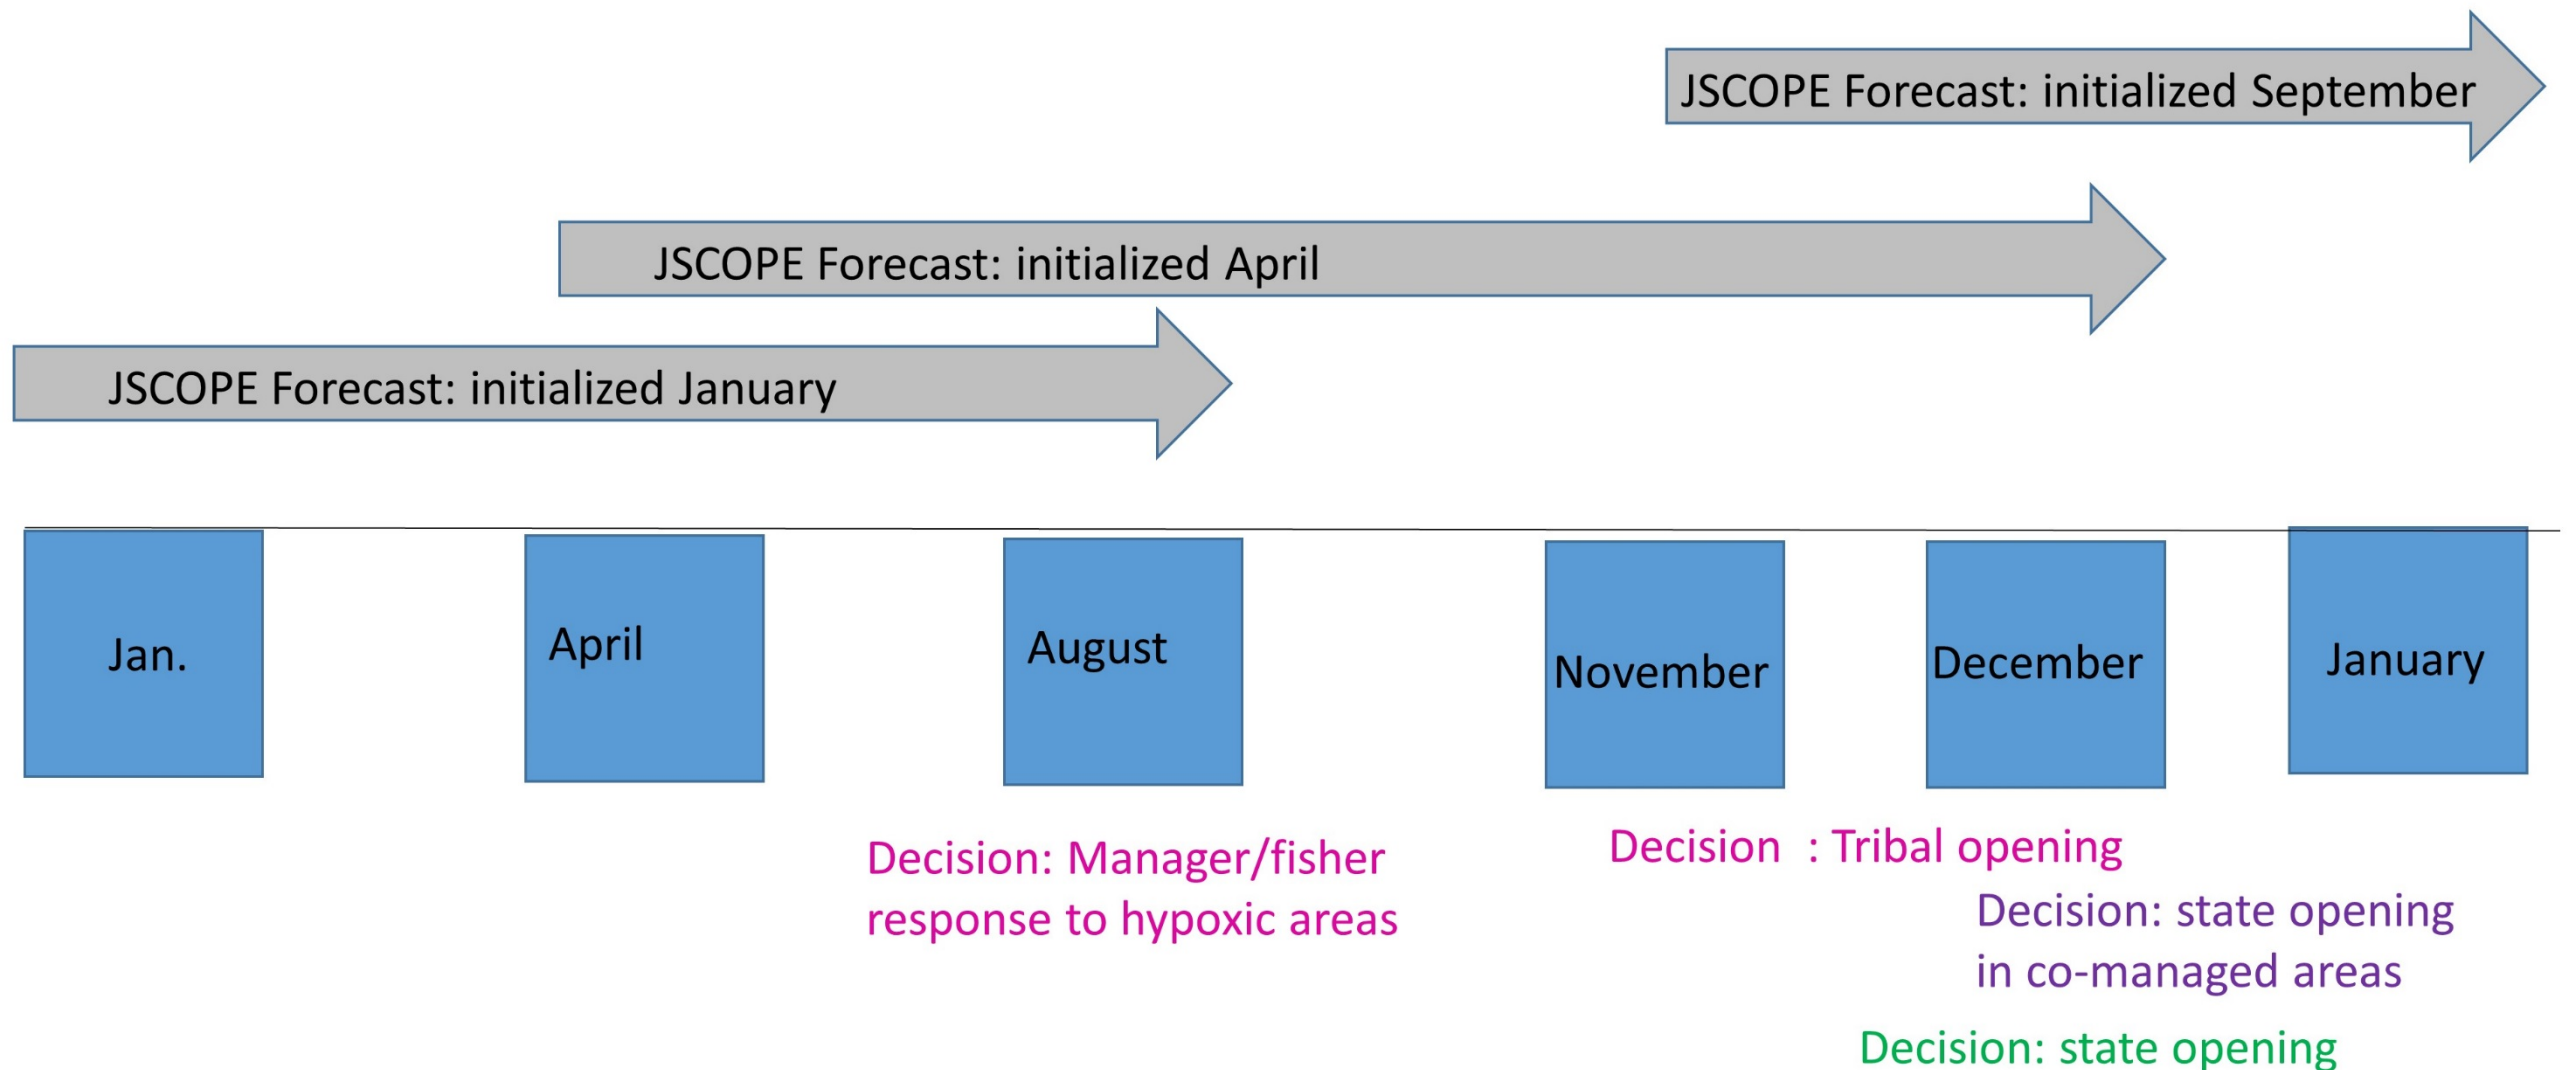 JSCOPE Forecast: initialized September
JSCOPE Forecast: initialized April
JSCOPE Forecast: initialized January
Jan.
April
August
November
December
January
Decision: Manager/fisher
response to hypoxic areas
Decision : Tribal opening
Decision: state opening
in co-managed areas
Decision: state opening